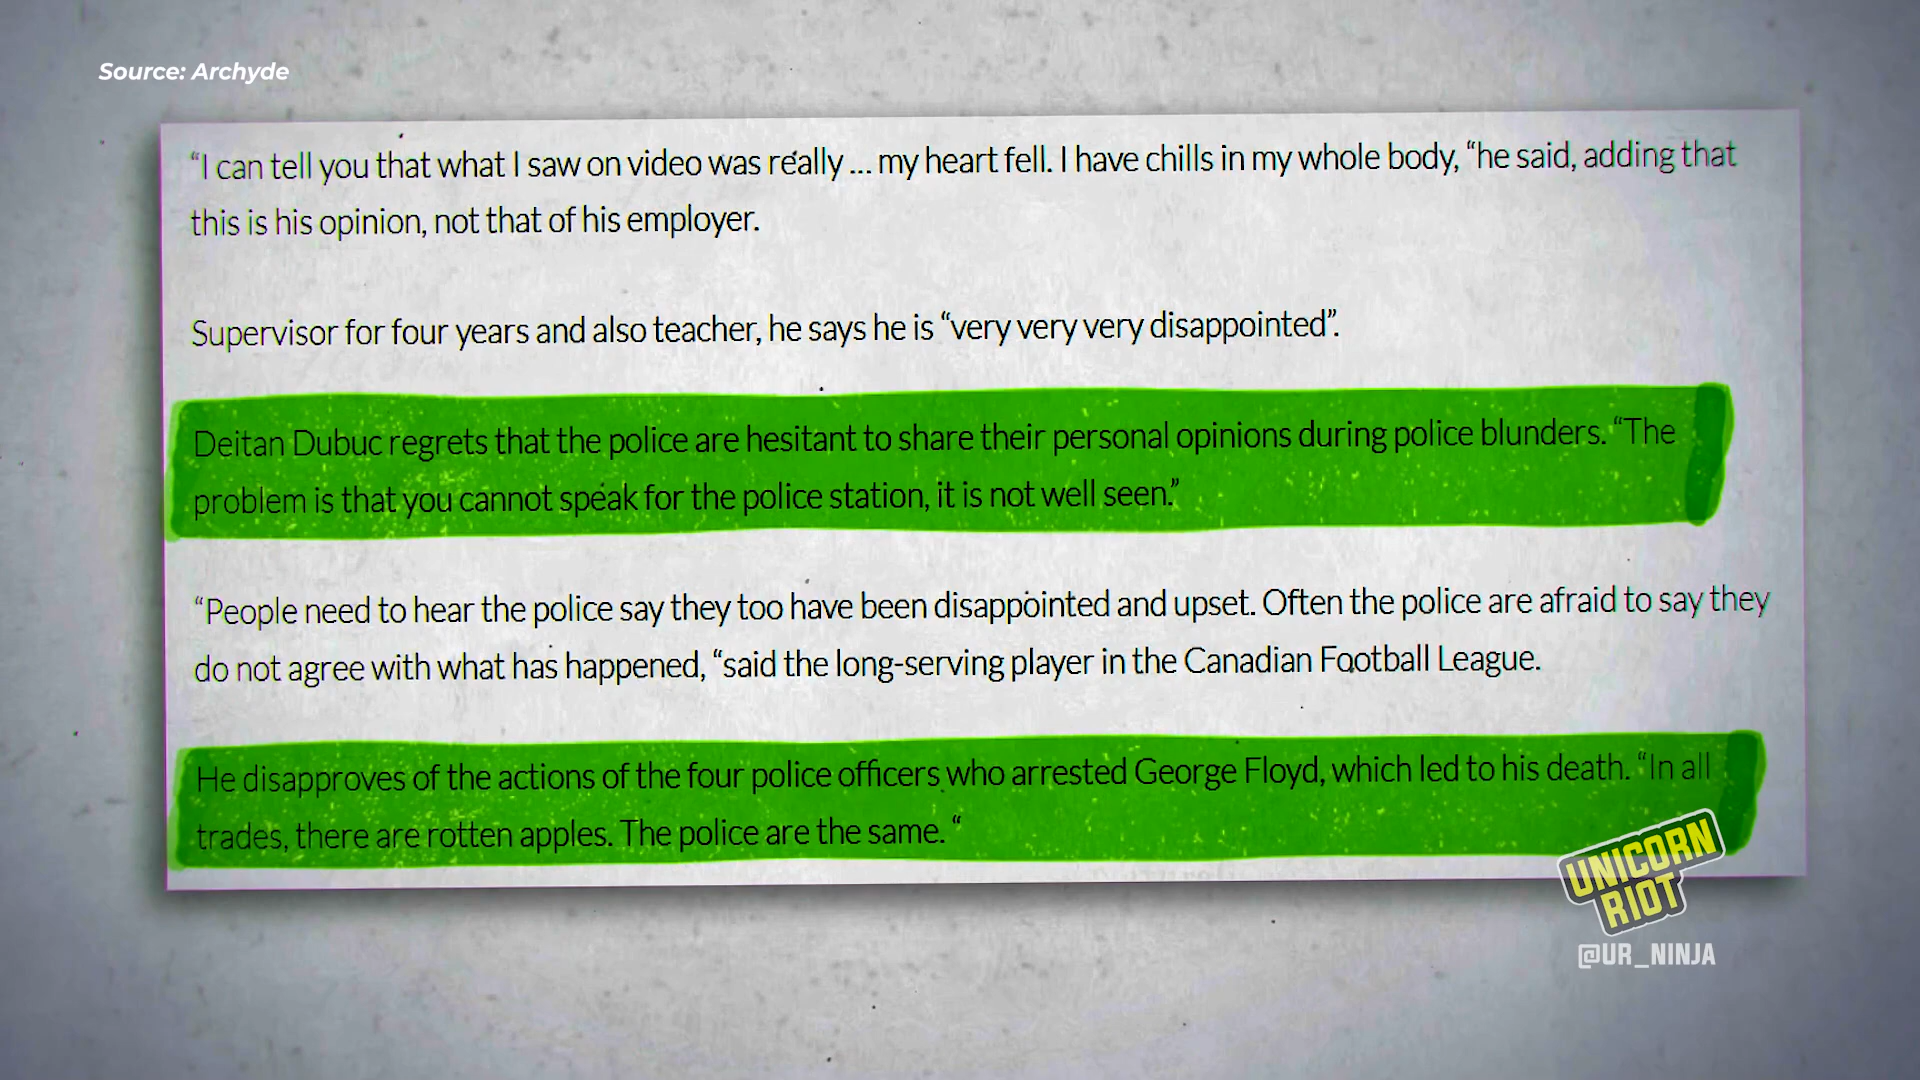 Source: Archyde
“I can tell you that what I saw on video was really ... my heart fell. I have chills in my whole body, “he said, adding that
this is his opinion, not that of his employer.
Supervisor for four years and also teacher, he says he is “very very very disappointed”.
Deitan Dubuc regrets that the police are hesitant to share their personal opinions during police blunders. “The
problem is that you cannot speak for the police station, it is not well seen.”
“People need to hear the police say they too have been disappointed and upset. Often the police are afraid to say they
do not agree with what has happened, “said the long-serving player in the Canadian Football League.
He disapproves of the actions of the four police officers who arrested George Floyd, which led to his death. “In all
trades, there are rotten apples. The police are the same. “
UNICORN
RIOT
@UR_NINJA